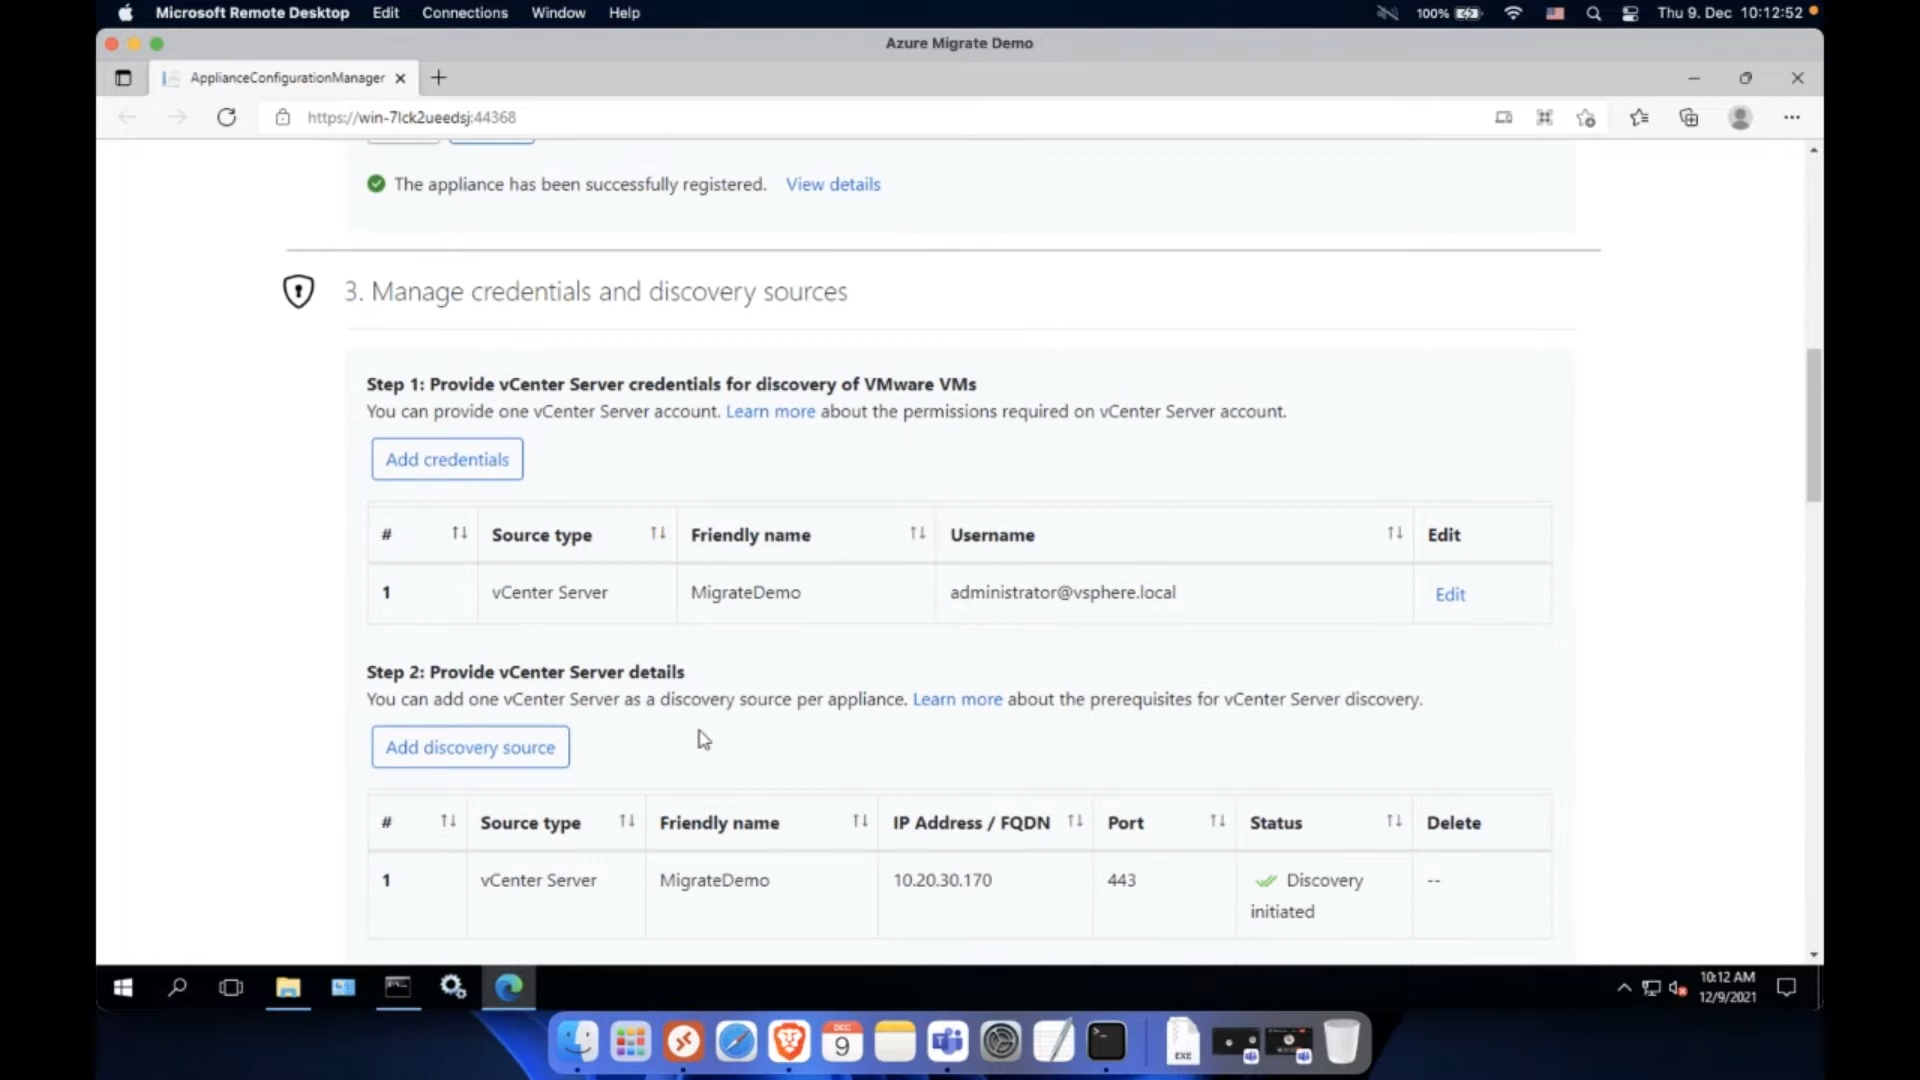 Microsoft Remote Desktop Edit Connections Window Help 100% Thu 9. Dec 10:12:52
Azure Migrate Demo
ApplianceConfigurationManager
https://win-7lck2ueedsj:44368
The appliance has been successfully registered. View details
3. Manage credentials and discovery sources
Step 1: Provide vCenter Server credentials for discovery of VMware VMs
You can provide one vCenter Server account. Learn more about the permissions required on vCenter Server account.
Add credentials
# Source type Friendly name Username Edit
1 vCenter Server MigrateDemo administrator@vsphere.local Edit
Step 2: Provide vCenter Server details
You can add one vCenter Server as a discovery source per appliance. Learn more about the prerequisites for vCenter Server discovery.
Add discovery source
# Source type Friendly name IP Address / FQDN Port Status Delete
1 vCenter Server MigrateDemo 10.20.30.170 443 Discovery --
initiated
10:12 AM
12/9/2021
DEC
9
EXE